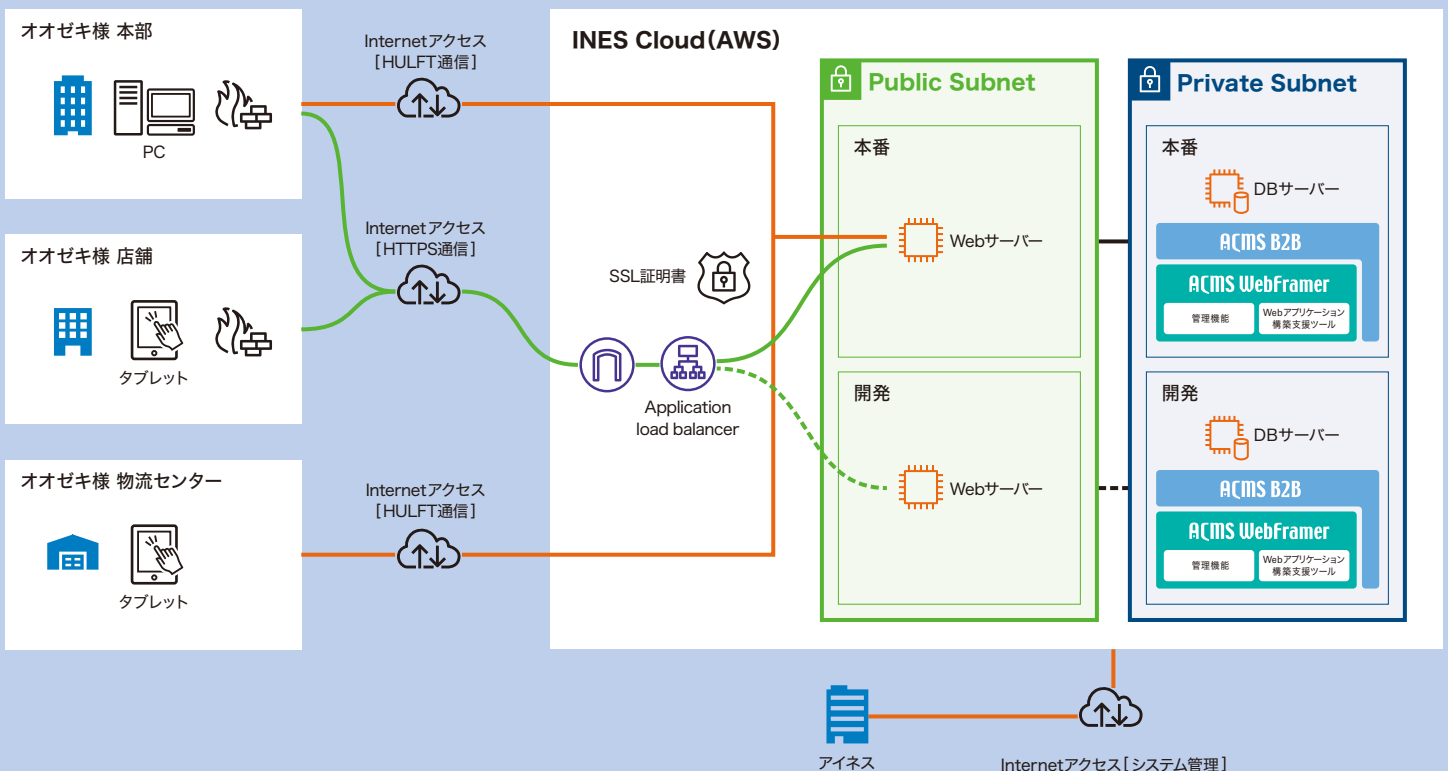 オオゼキ様 本部
PC
Internetアクセス
[HULFT通信]
オオゼキ様 店舗
タブレット
Internetアクセス
[HTTPS通信]
オオゼキ様 物流センター
タブレット
Internetアクセス
[HULFT通信]
INES Cloud(AWS)
SSL証明書
Application
load balancer
Public Subnet
本番
Webサーバー
開発
Webサーバー
Private Subnet
本番
DBサーバー
ACMS B2B
ACMS WebFramer
管理機能
Webアプリケーション
構築支援ツール
開発
DBサーバー
ACMS B2B
ACMS WebFramer
管理機能
Webアプリケーション
構築支援ツール
アイネス
Internetアクセス[システム管理]